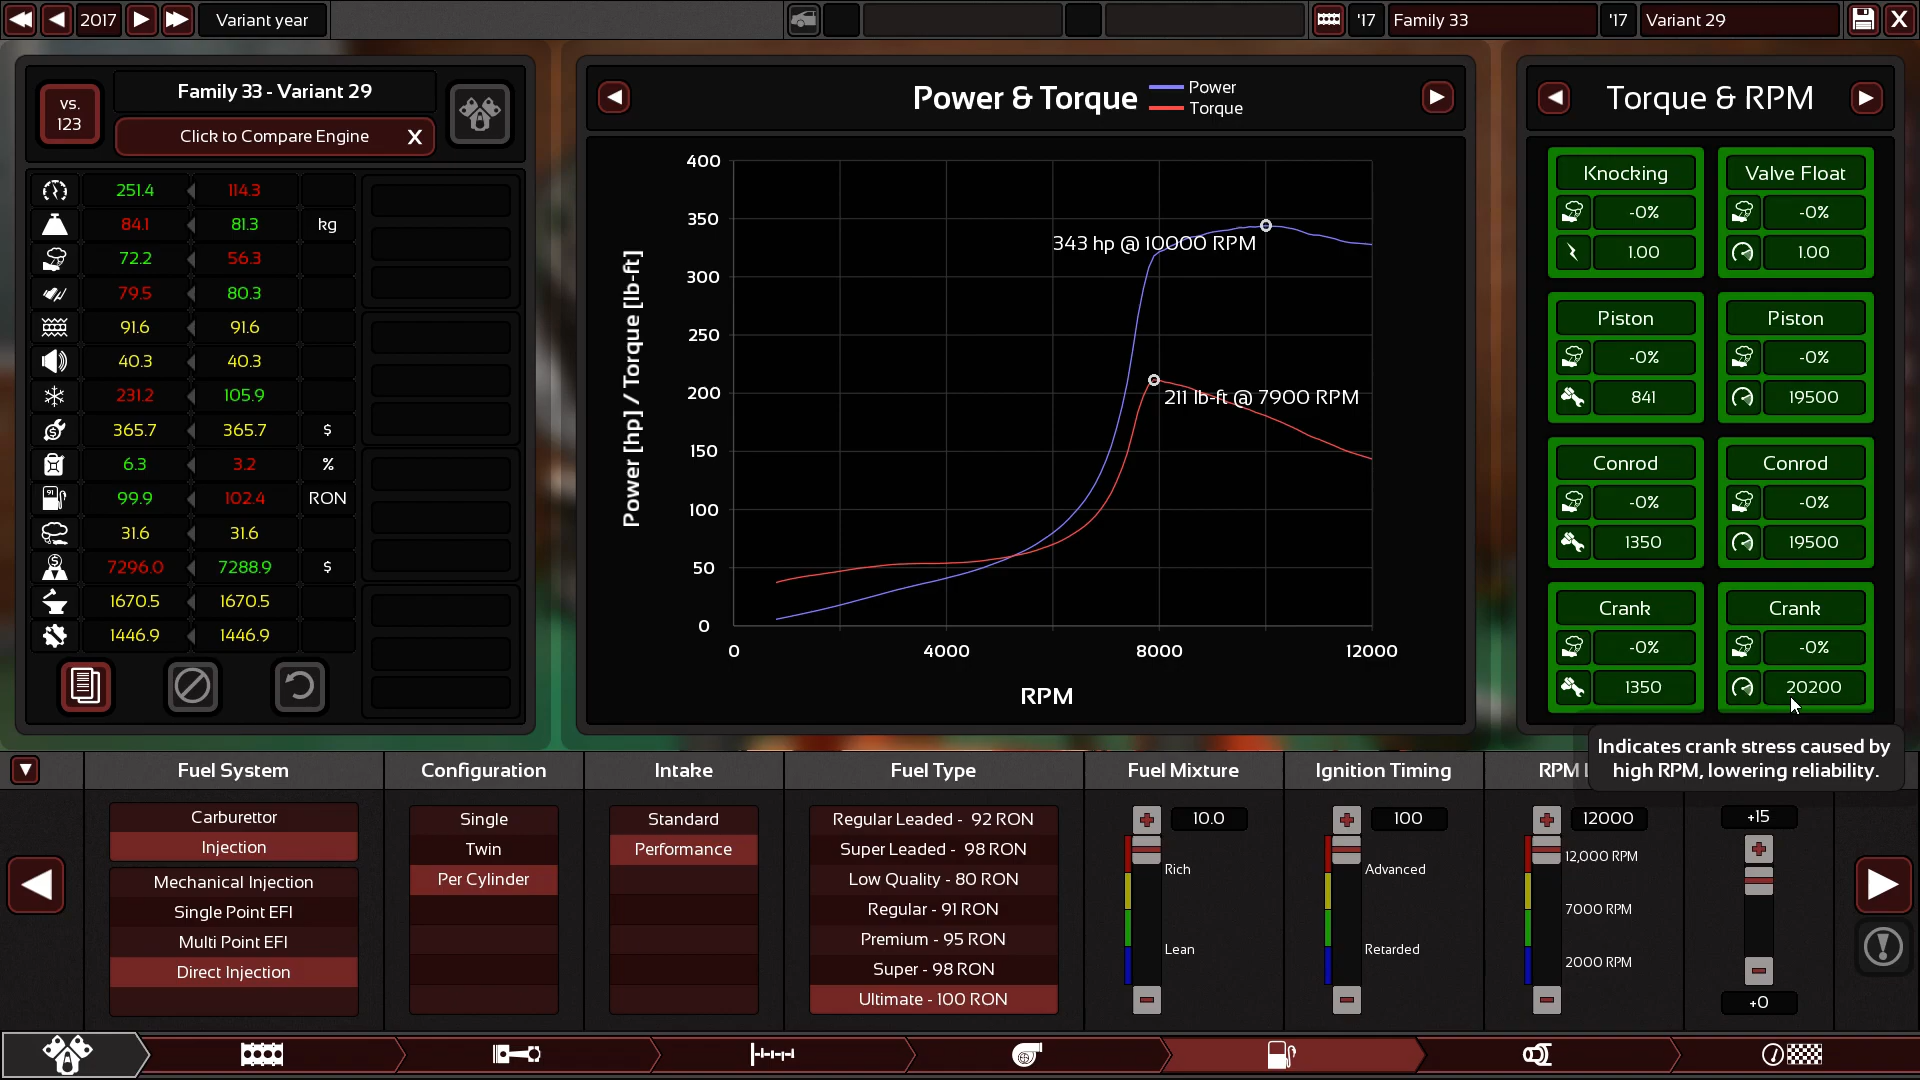 2017
Variant year
'17
Family 33
'17
Variant 29
X
vs.
123
Family 33 - Variant 29
Click to Compare Engine X
251.4 114.3
84.1 81.3 kg
72.2 56.3
79.5 80.3
91.6 91.6
40.3 40.3
231.2 105.9
365.7 365.7 $
6.3 3.2 %
99.9 102.4 RON
31.6 31.6
7296.0 7288.9 $
1670.5 1670.5
1446.9 1446.9
Power & Torque
Power
Torque
400
350
300
250
200
150
100
50
0
0 4000 8000 12000
RPM
Power [hp] / Torque [lb-ft]
343 hp @ 10000 RPM
211 lb-ft @ 7900 RPM
Torque & RPM
Knocking Valve Float
-0% -0%
1.00 1.00
Piston Piston
-0% -0%
841 19500
Conrod Conrod
-0% -0%
1350 19500
Crank Crank
-0% -0%
1350 20200
Indicates crank stress caused by
high RPM, lowering reliability.
Fuel System
Carburettor
Injection
Mechanical Injection
Single Point EFI
Multi Point EFI
Direct Injection
Configuration
Single
Twin
Per Cylinder
Intake
Standard
Performance
Fuel Type
Regular Leaded - 92 RON
Super Leaded - 98 RON
Low Quality - 80 RON
Regular - 91 RON
Premium - 95 RON
Super - 98 RON
Ultimate - 100 RON
Fuel Mixture
10.0
Rich
Lean
Ignition Timing
100
Advanced
Retarded
RPM
12000
12,000 RPM
7000 RPM
2000 RPM
+15
+0